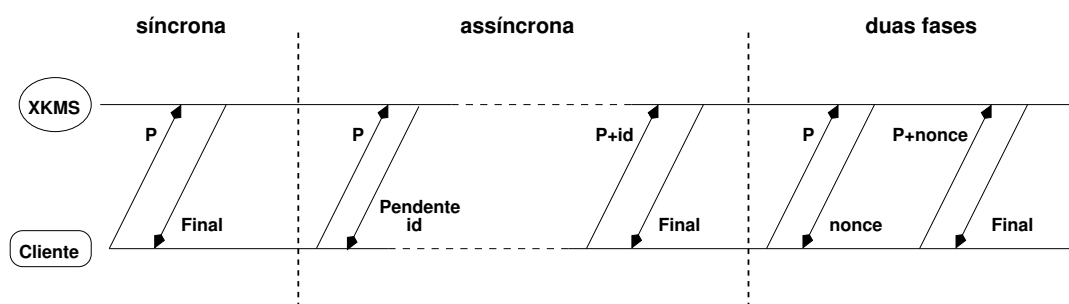 síncrona
assíncrona
duas fases
XKMS
P
P
P+id
P
P+nonce
Final
Pendente
id
Final
nonce
Final
Cliente